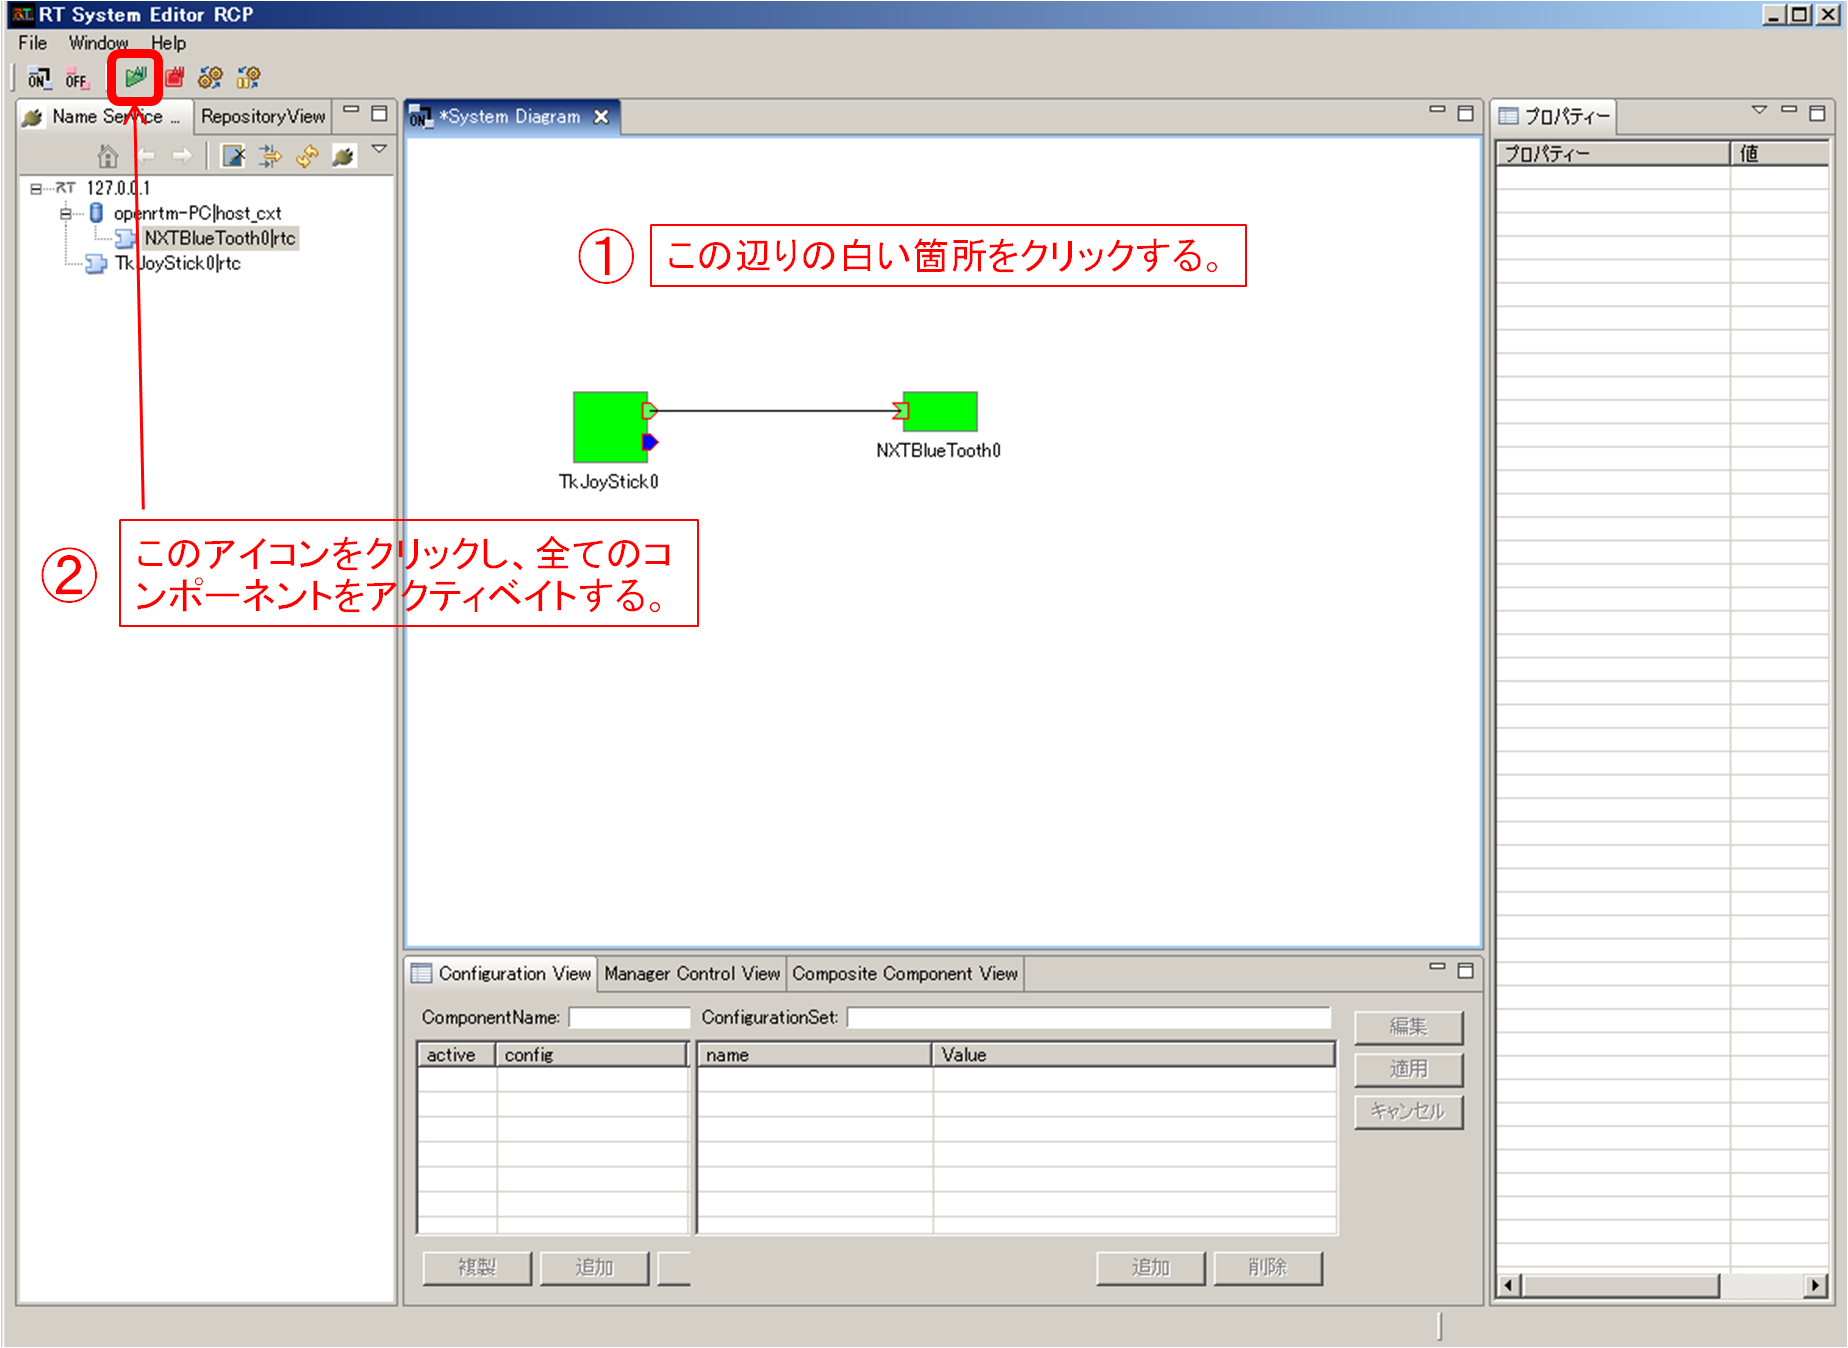 RT System Editor RCP
File Window Help
ON OFF
Name Service ... RepositoryView
RT 127.0.0.1
openrtm-PC|host_cxt
NXTBlueTooth0|rtc
TkJoyStick0|rtc
ON *System Diagram
① この辺りの白い箇所をクリックする。
TkJoyStick0
NXTBlueTooth0
② このアイコンをクリックし、全てのコ
ンポーネントをアクティベイトする。
Configuration View Manager Control View Composite Component View
ComponentName: ConfigurationSet:
active config name Value
編集
適用
キャンセル
複製 追加 追加 削除
プロパティー
プロパティー 値